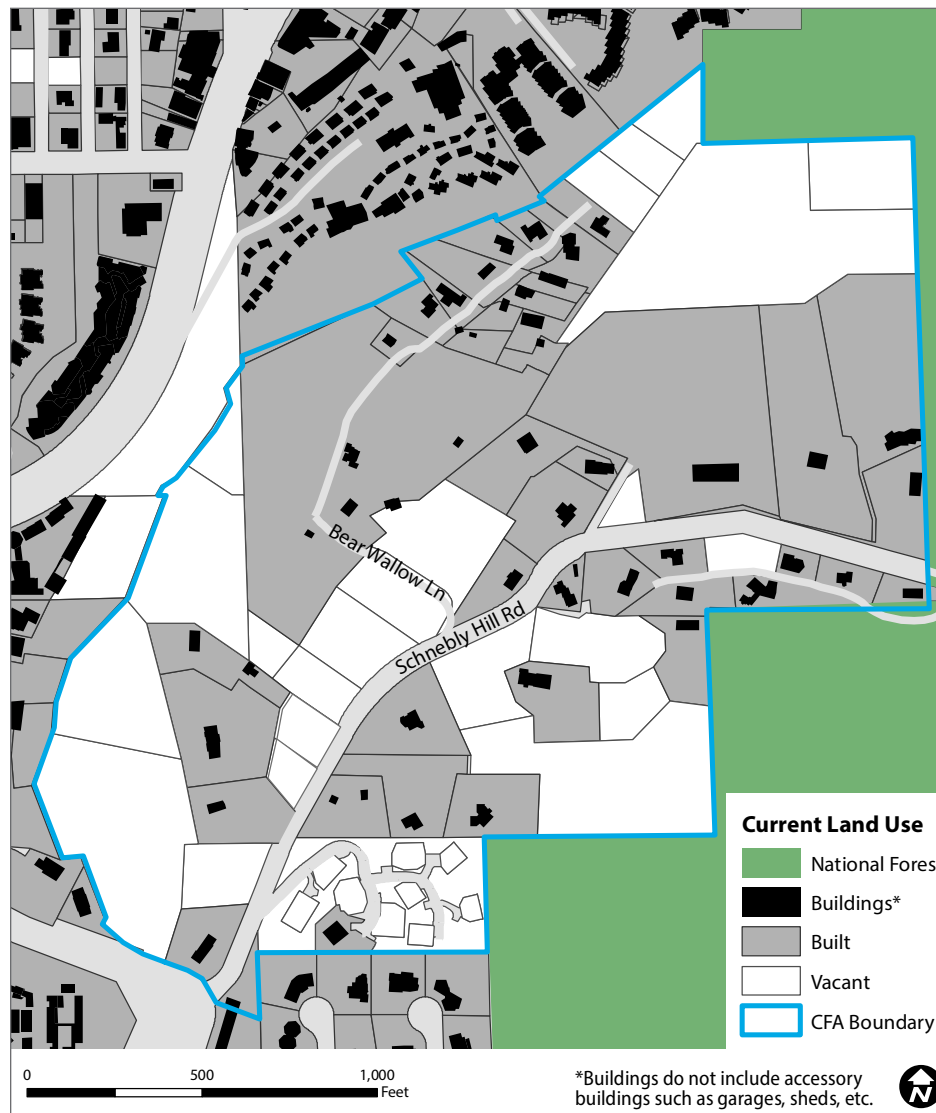 Bear Wallow Ln
Schnebly Hill Rd
Current Land Use
National Fores
Buildings*
Built
Vacant
CFA Boundary
0 500 1,000
Feet
*Buildings do not include accessory
buildings such as garages, sheds, etc.
N